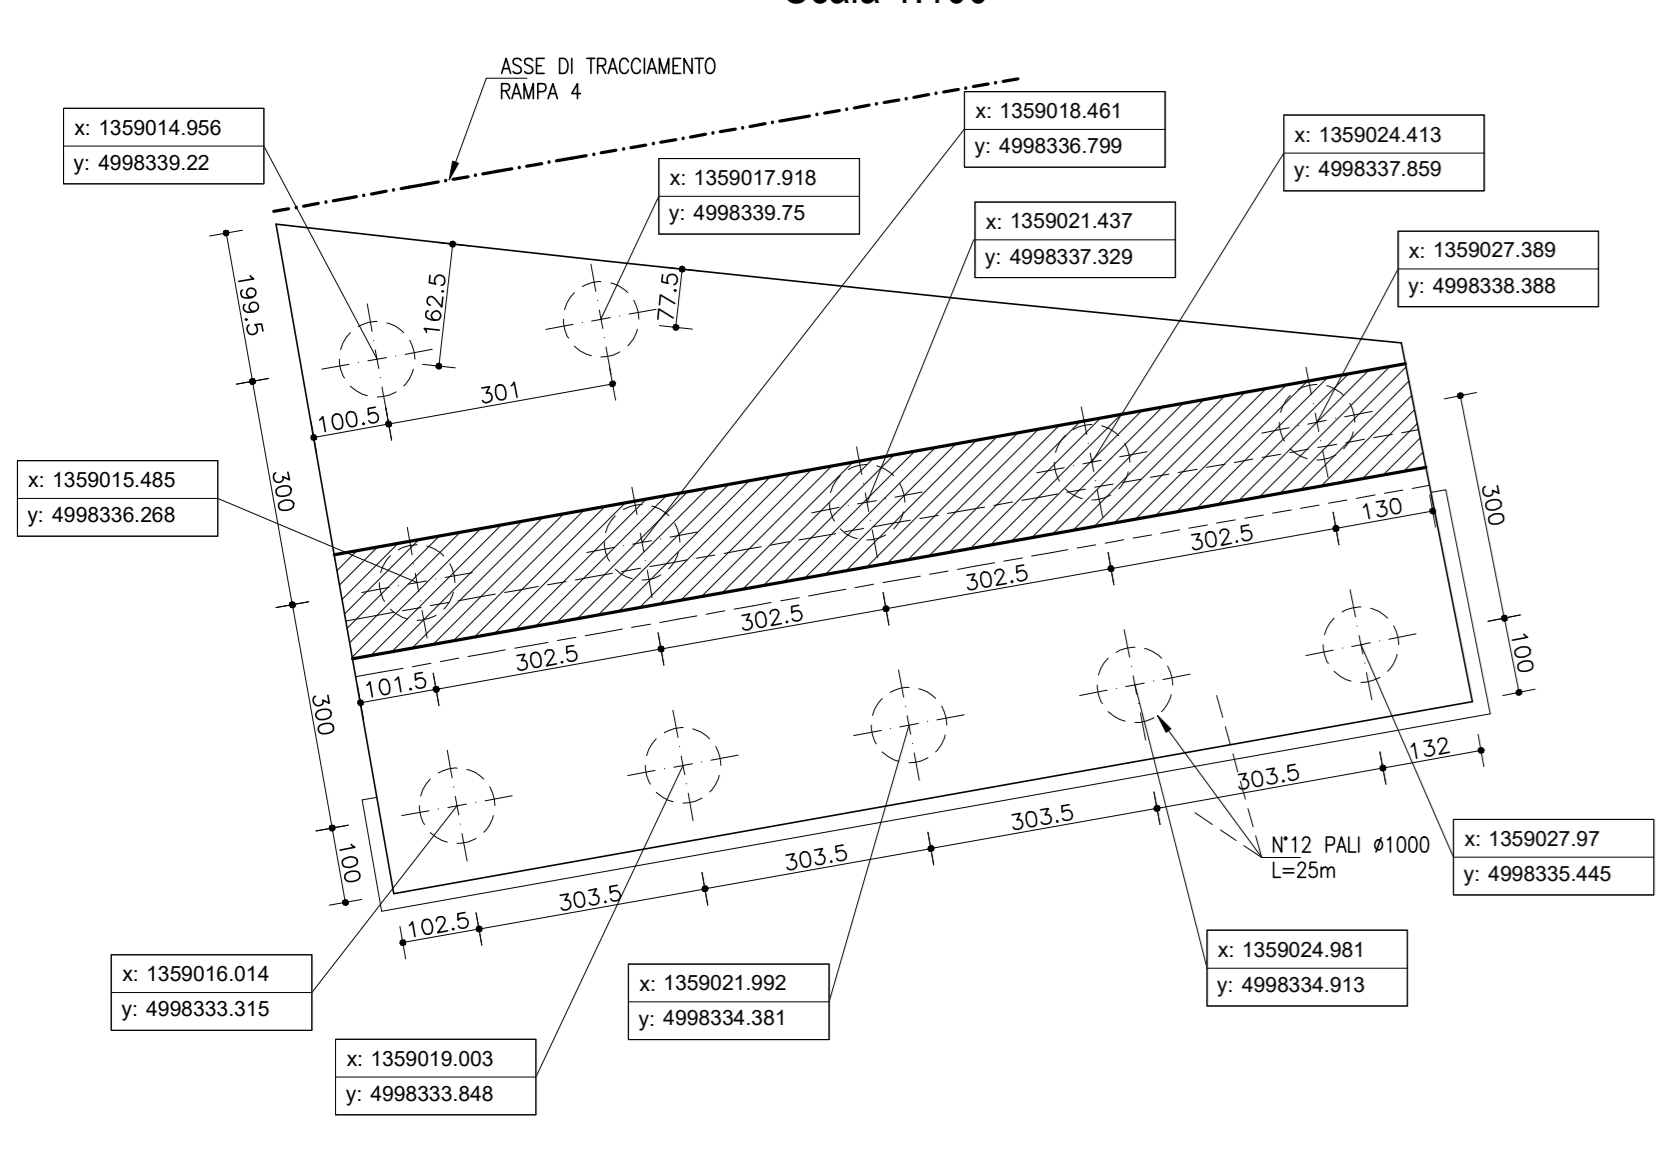 ASSE DI TRACCIAMENTO
RAMPA 4
x: 1359014.956
y: 4998339.22
x: 1359017.918
y: 4998339.75
x: 1359018.461
y: 4998336.799
x: 1359021.437
y: 4998337.329
x: 1359024.413
y: 4998337.859
x: 1359027.389
y: 4998338.388
199.5
162.5
77.5
301
100.5
300
x: 1359015.485
y: 4998336.268
300
130
302.5
302.5
302.5
302.5
101.5
300
100
100
132
303.5
303.5
303.5
303.5
102.5
N°12 PALI ø1000
L=25m
x: 1359027.97
y: 4998335.445
x: 1359024.981
y: 4998334.913
x: 1359016.014
y: 4998333.315
x: 1359021.992
y: 4998334.381
x: 1359019.003
y: 4998333.848